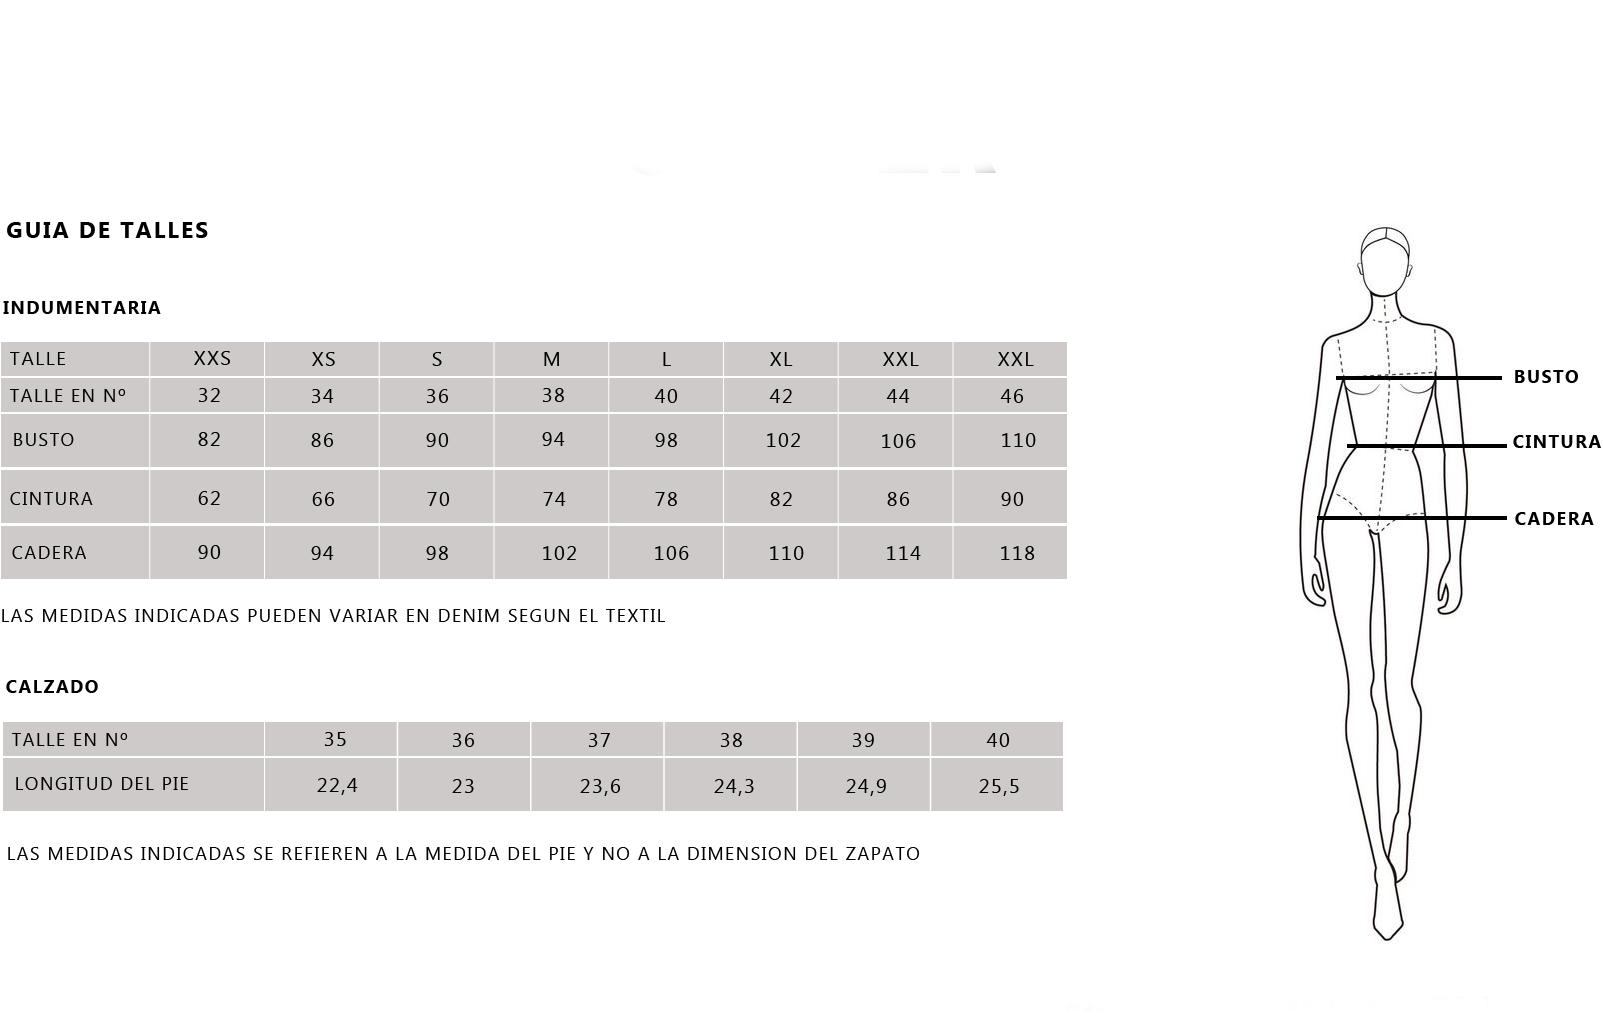 GUIA DE TALLES
INDUMENTARIA
TALLE XXS XS S M L XL XXL XXL
TALLE EN Nº 32 34 36 38 40 42 44 46
BUSTO 82 86 90 94 98 102 106 110
CINTURA 62 66 70 74 78 82 86 90
CADERA 90 94 98 102 106 110 114 118
LAS MEDIDAS INDICADAS PUEDEN VARIAR EN DENIM SEGUN EL TEXTIL
CALZADO
TALLE EN Nº 35 36 37 38 39 40
LONGITUD DEL PIE 22,4 23 23,6 24,3 24,9 25,5
LAS MEDIDAS INDICADAS SE REFIEREN A LA MEDIDA DEL PIE Y NO A LA DIMENSION DEL ZAPATO
BUSTO
CINTURA
CADERA